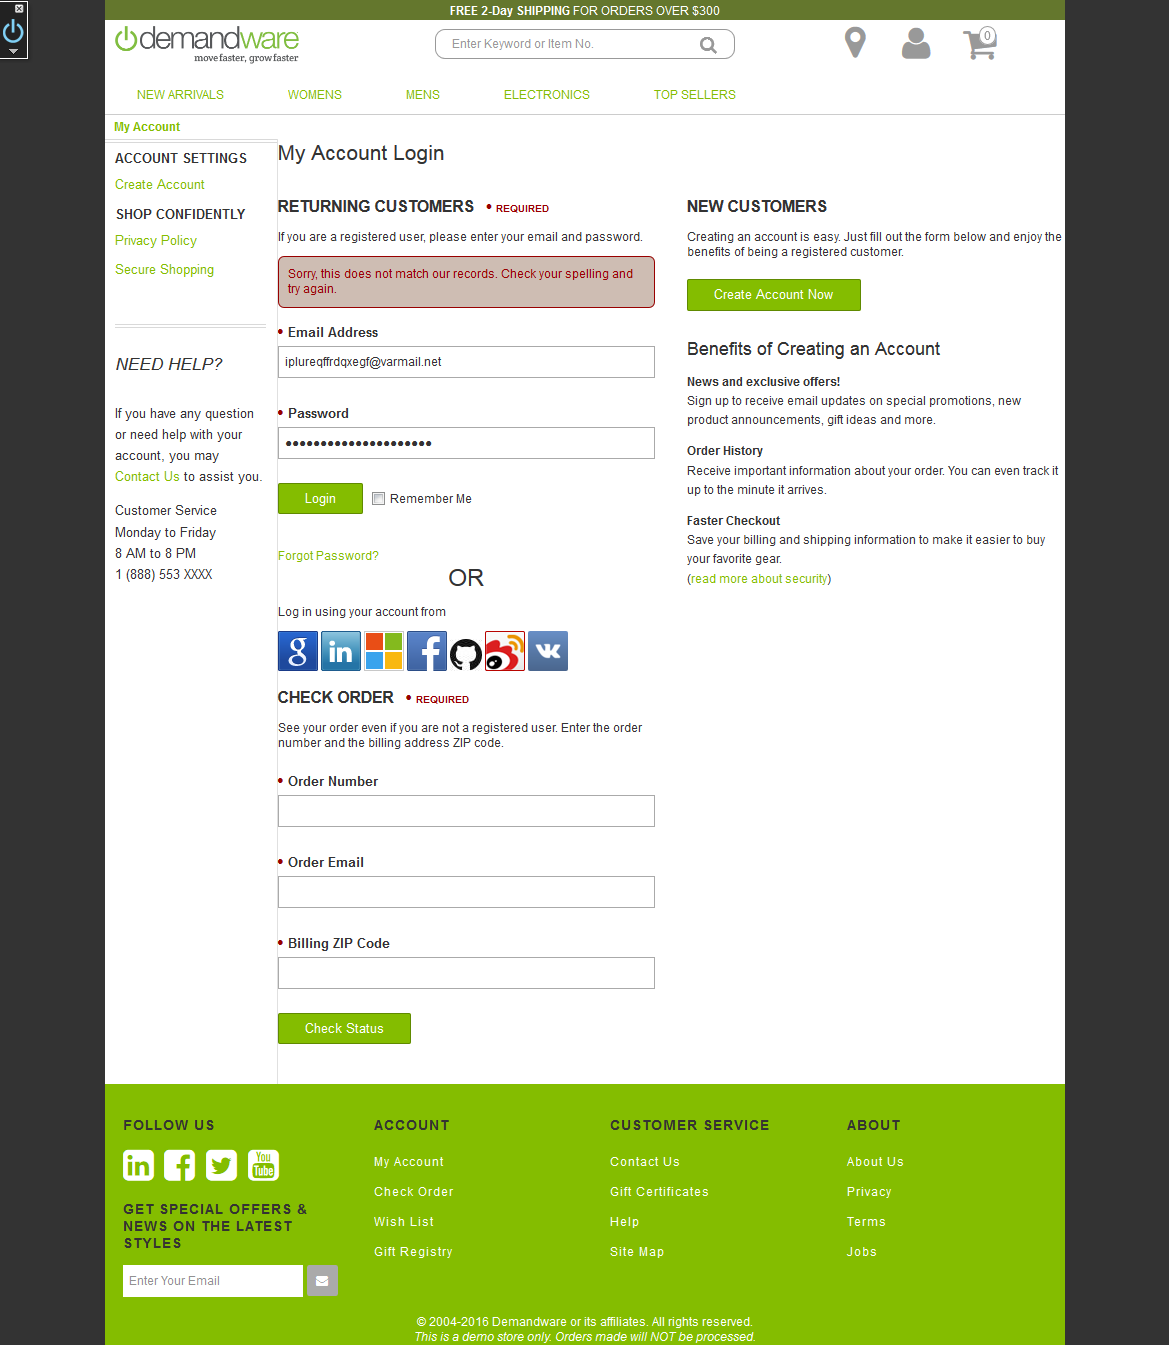 FREE 2-Day SHIPPING FOR ORDERS OVER $300
demandware
move faster, grow faster
Enter Keyword or Item No.
0
NEW ARRIVALS
WOMENS
MENS
ELECTRONICS
TOP SELLERS
My Account
ACCOUNT SETTINGS
Create Account
SHOP CONFIDENTLY
Privacy Policy
Secure Shopping
NEED HELP?
If you have any question
or need help with your
account, you may
Contact Us to assist you.
Customer Service
Monday to Friday
8 AM to 8 PM
1 (888) 553 XXXX
My Account Login
RETURNING CUSTOMERS • REQUIRED
If you are a registered user, please enter your email and password.
Sorry, this does not match our records. Check your spelling and
try again.
• Email Address
iplureqffrdqxegf@varmail.net
• Password
•••••••••••••••••••••
Login
Remember Me
Forgot Password?
OR
Log in using your account from
g
in
f
CHECK ORDER • REQUIRED
See your order even if you are not a registered user. Enter the order
number and the billing address ZIP code.
• Order Number
• Order Email
• Billing ZIP Code
Check Status
NEW CUSTOMERS
Creating an account is easy. Just fill out the form below and enjoy the
benefits of being a registered customer.
Create Account Now
Benefits of Creating an Account
News and exclusive offers!
Sign up to receive email updates on special promotions, new
product announcements, gift ideas and more.
Order History
Receive important information about your order. You can even track it
up to the minute it arrives.
Faster Checkout
Save your billing and shipping information to make it easier to buy
your favorite gear.
(read more about security)
FOLLOW US
in
f
You
Tube
GET SPECIAL OFFERS &
NEWS ON THE LATEST
STYLES
Enter Your Email
ACCOUNT
My Account
Check Order
Wish List
Gift Registry
CUSTOMER SERVICE
Contact Us
Gift Certificates
Help
Site Map
ABOUT
About Us
Privacy
Terms
Jobs
© 2004-2016 Demandware or its affiliates. All rights reserved.
This is a demo store only. Orders made will NOT be processed.